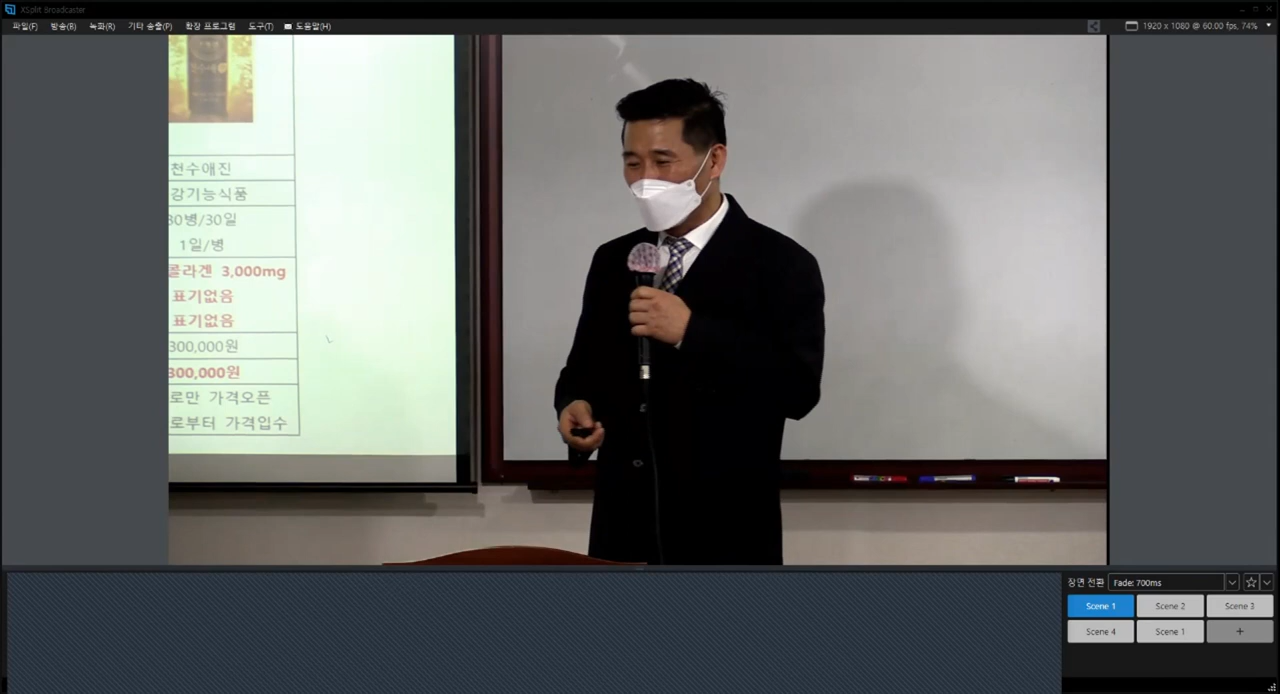 XSplit Broadcaster
파일(F) 방송(B) 녹화(R) 기타 송출(P) 확장 프로그램 도구(T) 도움말(H)
1920 x 1080 @ 60.00 fps, 74%
천수애진
강기능식품
30병/30일
1일/병
콜라겐 3,000mg
표기없음
표기없음
300,000원
300,000원
로만 가격오픈
로부터 가격입수
장면 전환 Fade: 700ms
Scene 1 Scene 2 Scene 3
Scene 4 Scene 1 +